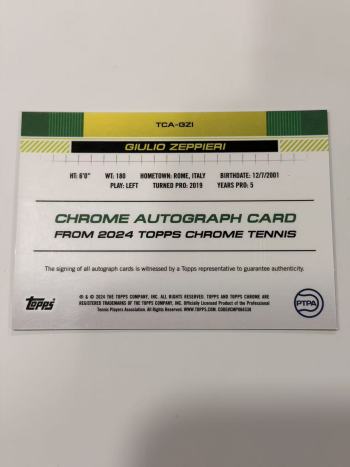 TCA-GZI
GIULIO ZEPPIERI
HT: 6'0" WT: 180 HOMETOWN: ROME, ITALY BIRTHDATE: 12/7/2001
PLAY: LEFT TURNED PRO: 2019 YEARS PRO: 5
CHROME AUTOGRAPH CARD
FROM 2024 TOPPS CHROME TENNIS
The signing of all autograph cards is witnessed by a Topps representative to guarantee authenticity.
Topps
® & © 2024 THE TOPPS COMPANY, INC. ALL RIGHTS RESERVED. TOPPS AND TOPPS CHROME ARE
REGISTERED TRADEMARKS OF THE TOPPS COMPANY, INC. Officially Licensed Product of the Professional
Tennis Players Association. All Rights Reserved. WWW.TOPPS.COM.
PTPA